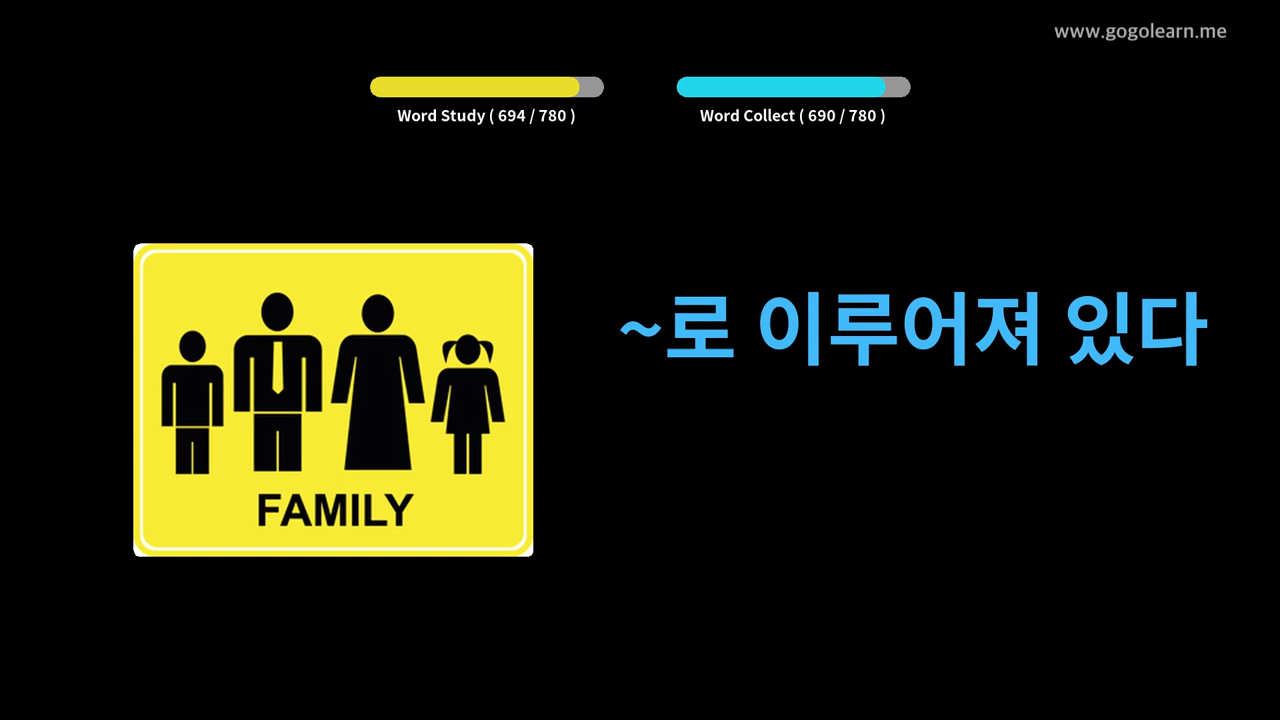 www.gogolearn.me
Word Study ( 694 / 780 )
Word Collect ( 690 / 780 )
~로 이루어져 있다
FAMILY